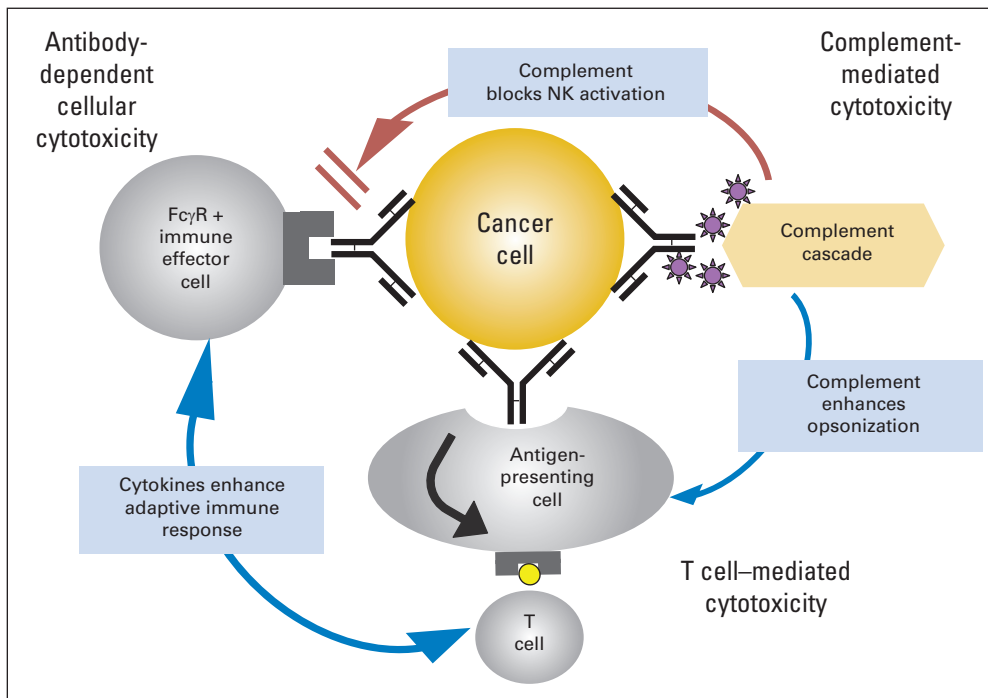 Antibody-
dependent
cellular
cytotoxicity
Complement
blocks NK activation
Complement-
mediated
cytotoxicity
FcγR +
immune
effector
cell
Cancer
cell
Complement
cascade
Complement
enhances
opsonization
Antigen-
presenting
cell
Cytokines enhance
adaptive immune
response
T cell–mediated
cytotoxicity
T
cell